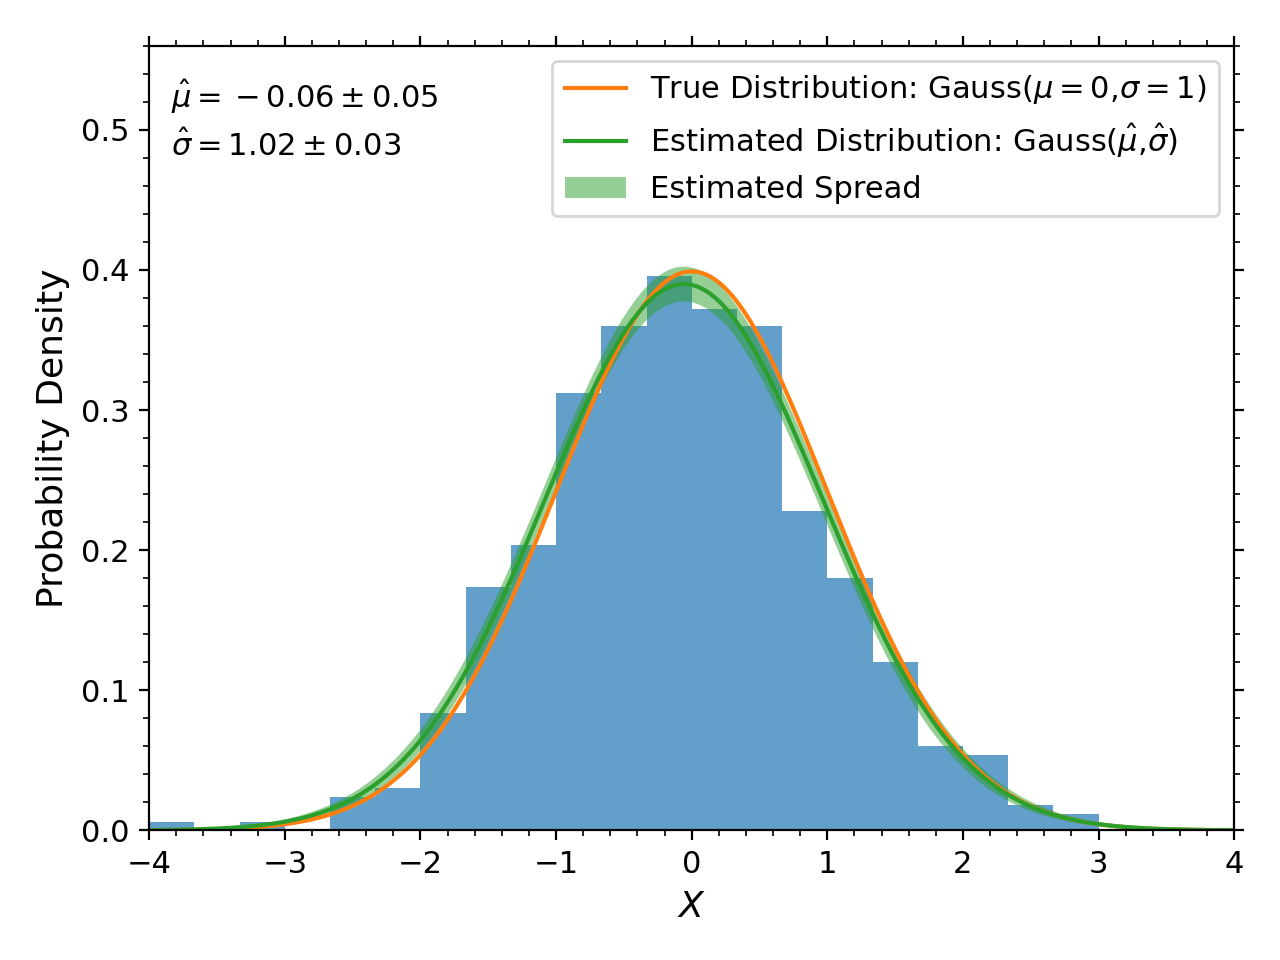 μ̂ = −0.06 ± 0.05
σ̂ = 1.02 ± 0.03
True Distribution: Gauss(μ = 0,σ = 1)
Estimated Distribution: Gauss(μ̂,σ̂)
Estimated Spread
Probability Density
0.5
0.4
0.3
0.2
0.1
0.0
−4 −3 −2 −1 0 1 2 3 4
X